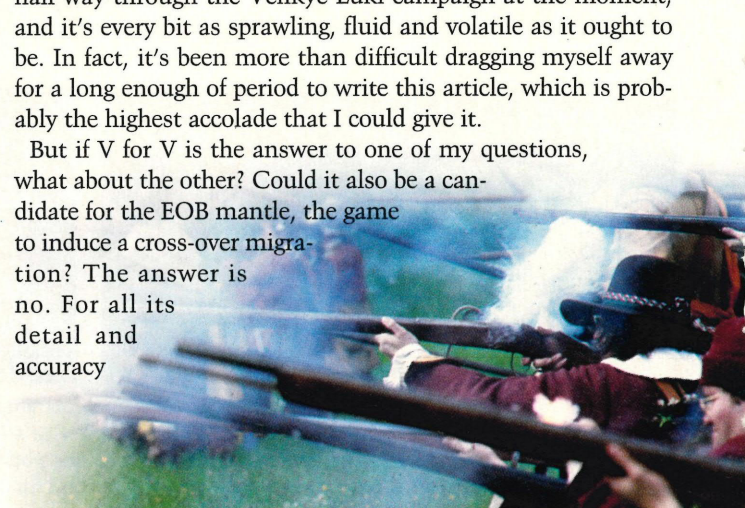 half way through the Velikye Luki campaign at the moment,
and it's every bit as sprawling, fluid and volatile as it ought to
be. In fact, it's been more than difficult dragging myself away
for a long enough of period to write this article, which is prob-
ably the highest accolade that I could give it.
But if V for V is the answer to one of my questions,
what about the other? Could it also be a can-
didate for the EOB mantle, the game
to induce a cross-over migra-
tion? The answer is
no. For all its
detail and
accuracy